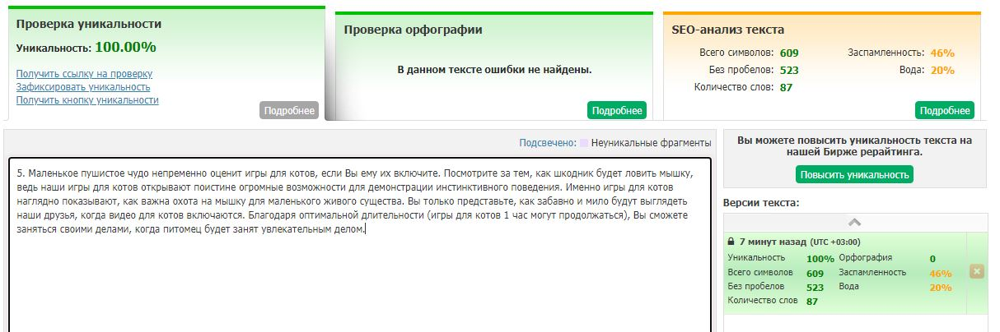 Проверка уникальности
Уникальность: 100.00%
Получить ссылку на проверку
Зафиксировать уникальность
Получить кнопку уникальности
Подробнее
Проверка орфографии
В данном тексте ошибки не найдены.
Подробнее
SEO-анализ текста
Всего символов: 609 Заспамленность: 46%
Без пробелов: 523 Вода: 20%
Количество слов: 87
Подробнее
Подсвечено: Неуникальные фрагменты
5. Маленькое пушистое чудо непременно оценит игры для котов, если Вы ему их включите. Посмотрите за тем, как шкодник будет ловить мышку,
ведь наши игры для котов открывают поистине огромные возможности для демонстрации инстинктивного поведения. Именно игры для котов
наглядно показывают, как важна охота на мышку для маленького живого существа. Вы только представьте, как забавно и мило будут выглядеть
наши друзья, когда видео для котов включаются. Благодаря оптимальной длительности (игры для котов 1 час могут продолжаться), Вы сможете
заняться своими делами, когда питомец будет занят увлекательным делом.
Вы можете повысить уникальность текста на
нашей Бирже рерайтинга.
Повысить уникальность
Версии текста:
7 минут назад (UTC +03:00)
Уникальность 100% Орфография 0
Всего символов 609 Заспамленность 46%
Без пробелов 523 Вода 20%
Количество слов 87